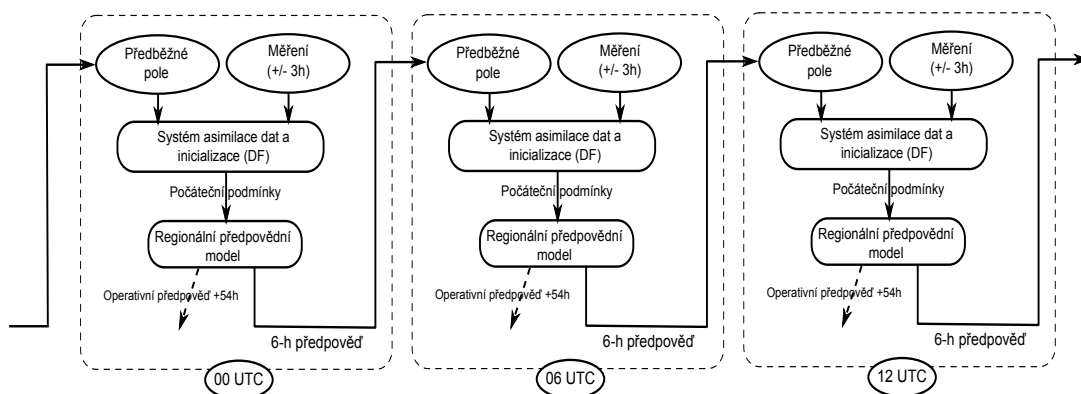 Předběžné
pole
Měření
(+/- 3h)
Systém asimilace dat a
inicializace (DF)
Počáteční podmínky
Regionální předpovědní
model
Operativní předpověď +54h
6-h předpověď
00 UTC
Předběžné
pole
Měření
(+/- 3h)
Systém asimilace dat a
inicializace (DF)
Počáteční podmínky
Regionální předpovědní
model
Operativní předpověď +54h
6-h předpověď
06 UTC
Předběžné
pole
Měření
(+/- 3h)
Systém asimilace dat a
inicializace (DF)
Počáteční podmínky
Regionální předpovědní
model
Operativní předpověď +54h
6-h předpověď
12 UTC